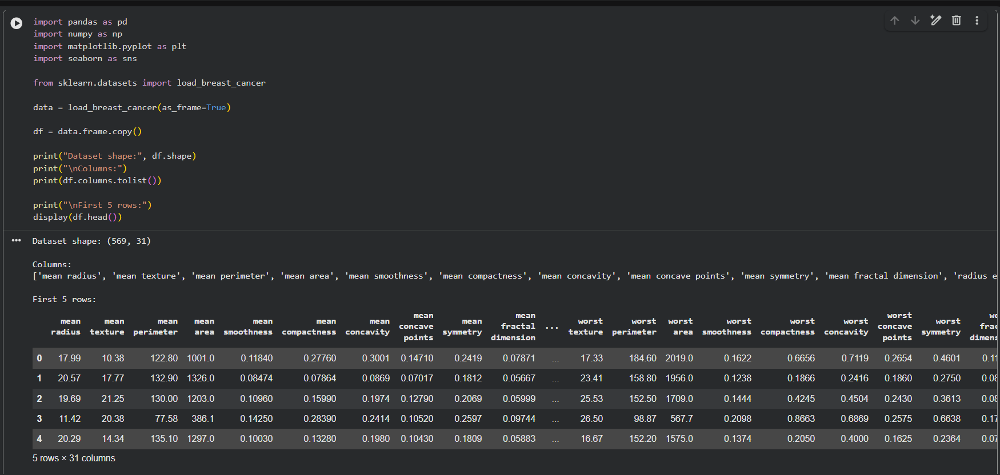 import pandas as pd
import numpy as np
import matplotlib.pyplot as plt
import seaborn as sns
from sklearn.datasets import load_breast_cancer
data = load_breast_cancer(as_frame=True)
df = data.frame.copy()
print("Dataset shape:", df.shape)
print("\nColumns:")
print(df.columns.tolist())
print("\nFirst 5 rows:")
display(df.head())
Dataset shape: (569, 31)
Columns:
['mean radius', 'mean texture', 'mean perimeter', 'mean area', 'mean smoothness', 'mean compactness', 'mean concavity', 'mean concave points', 'mean symmetry', 'mean fractal dimension', 'radius e
First 5 rows:
mean radius mean texture mean perimeter mean area mean smoothness mean compactness mean concavity mean concave points mean symmetry mean fractal dimension ... worst texture worst perimeter worst area worst smoothness worst compactness worst concavity worst concave points worst symmetry wo frac dimens
0 17.99 10.38 122.80 1001.0 0.11840 0.27760 0.3001 0.14710 0.2419 0.07871 ... 17.33 184.60 2019.0 0.1622 0.6656 0.7119 0.2654 0.4601 0.11
1 20.57 17.77 132.90 1326.0 0.08474 0.07864 0.0869 0.07017 0.1812 0.05667 ... 23.41 158.80 1956.0 0.1238 0.1866 0.2416 0.1860 0.2750 0.08
2 19.69 21.25 130.00 1203.0 0.10960 0.15990 0.1974 0.12790 0.2069 0.05999 ... 25.53 152.50 1709.0 0.1444 0.4245 0.4504 0.2430 0.3613 0.08
3 11.42 20.38 77.58 386.1 0.14250 0.28390 0.2414 0.10520 0.2597 0.09744 ... 26.50 98.87 567.7 0.2098 0.8663 0.6869 0.2575 0.6638 0.17
4 20.29 14.34 135.10 1297.0 0.10030 0.13280 0.1980 0.10430 0.1809 0.05883 ... 16.67 152.20 1575.0 0.1374 0.2050 0.4000 0.1625 0.2364 0.07
5 rows × 31 columns